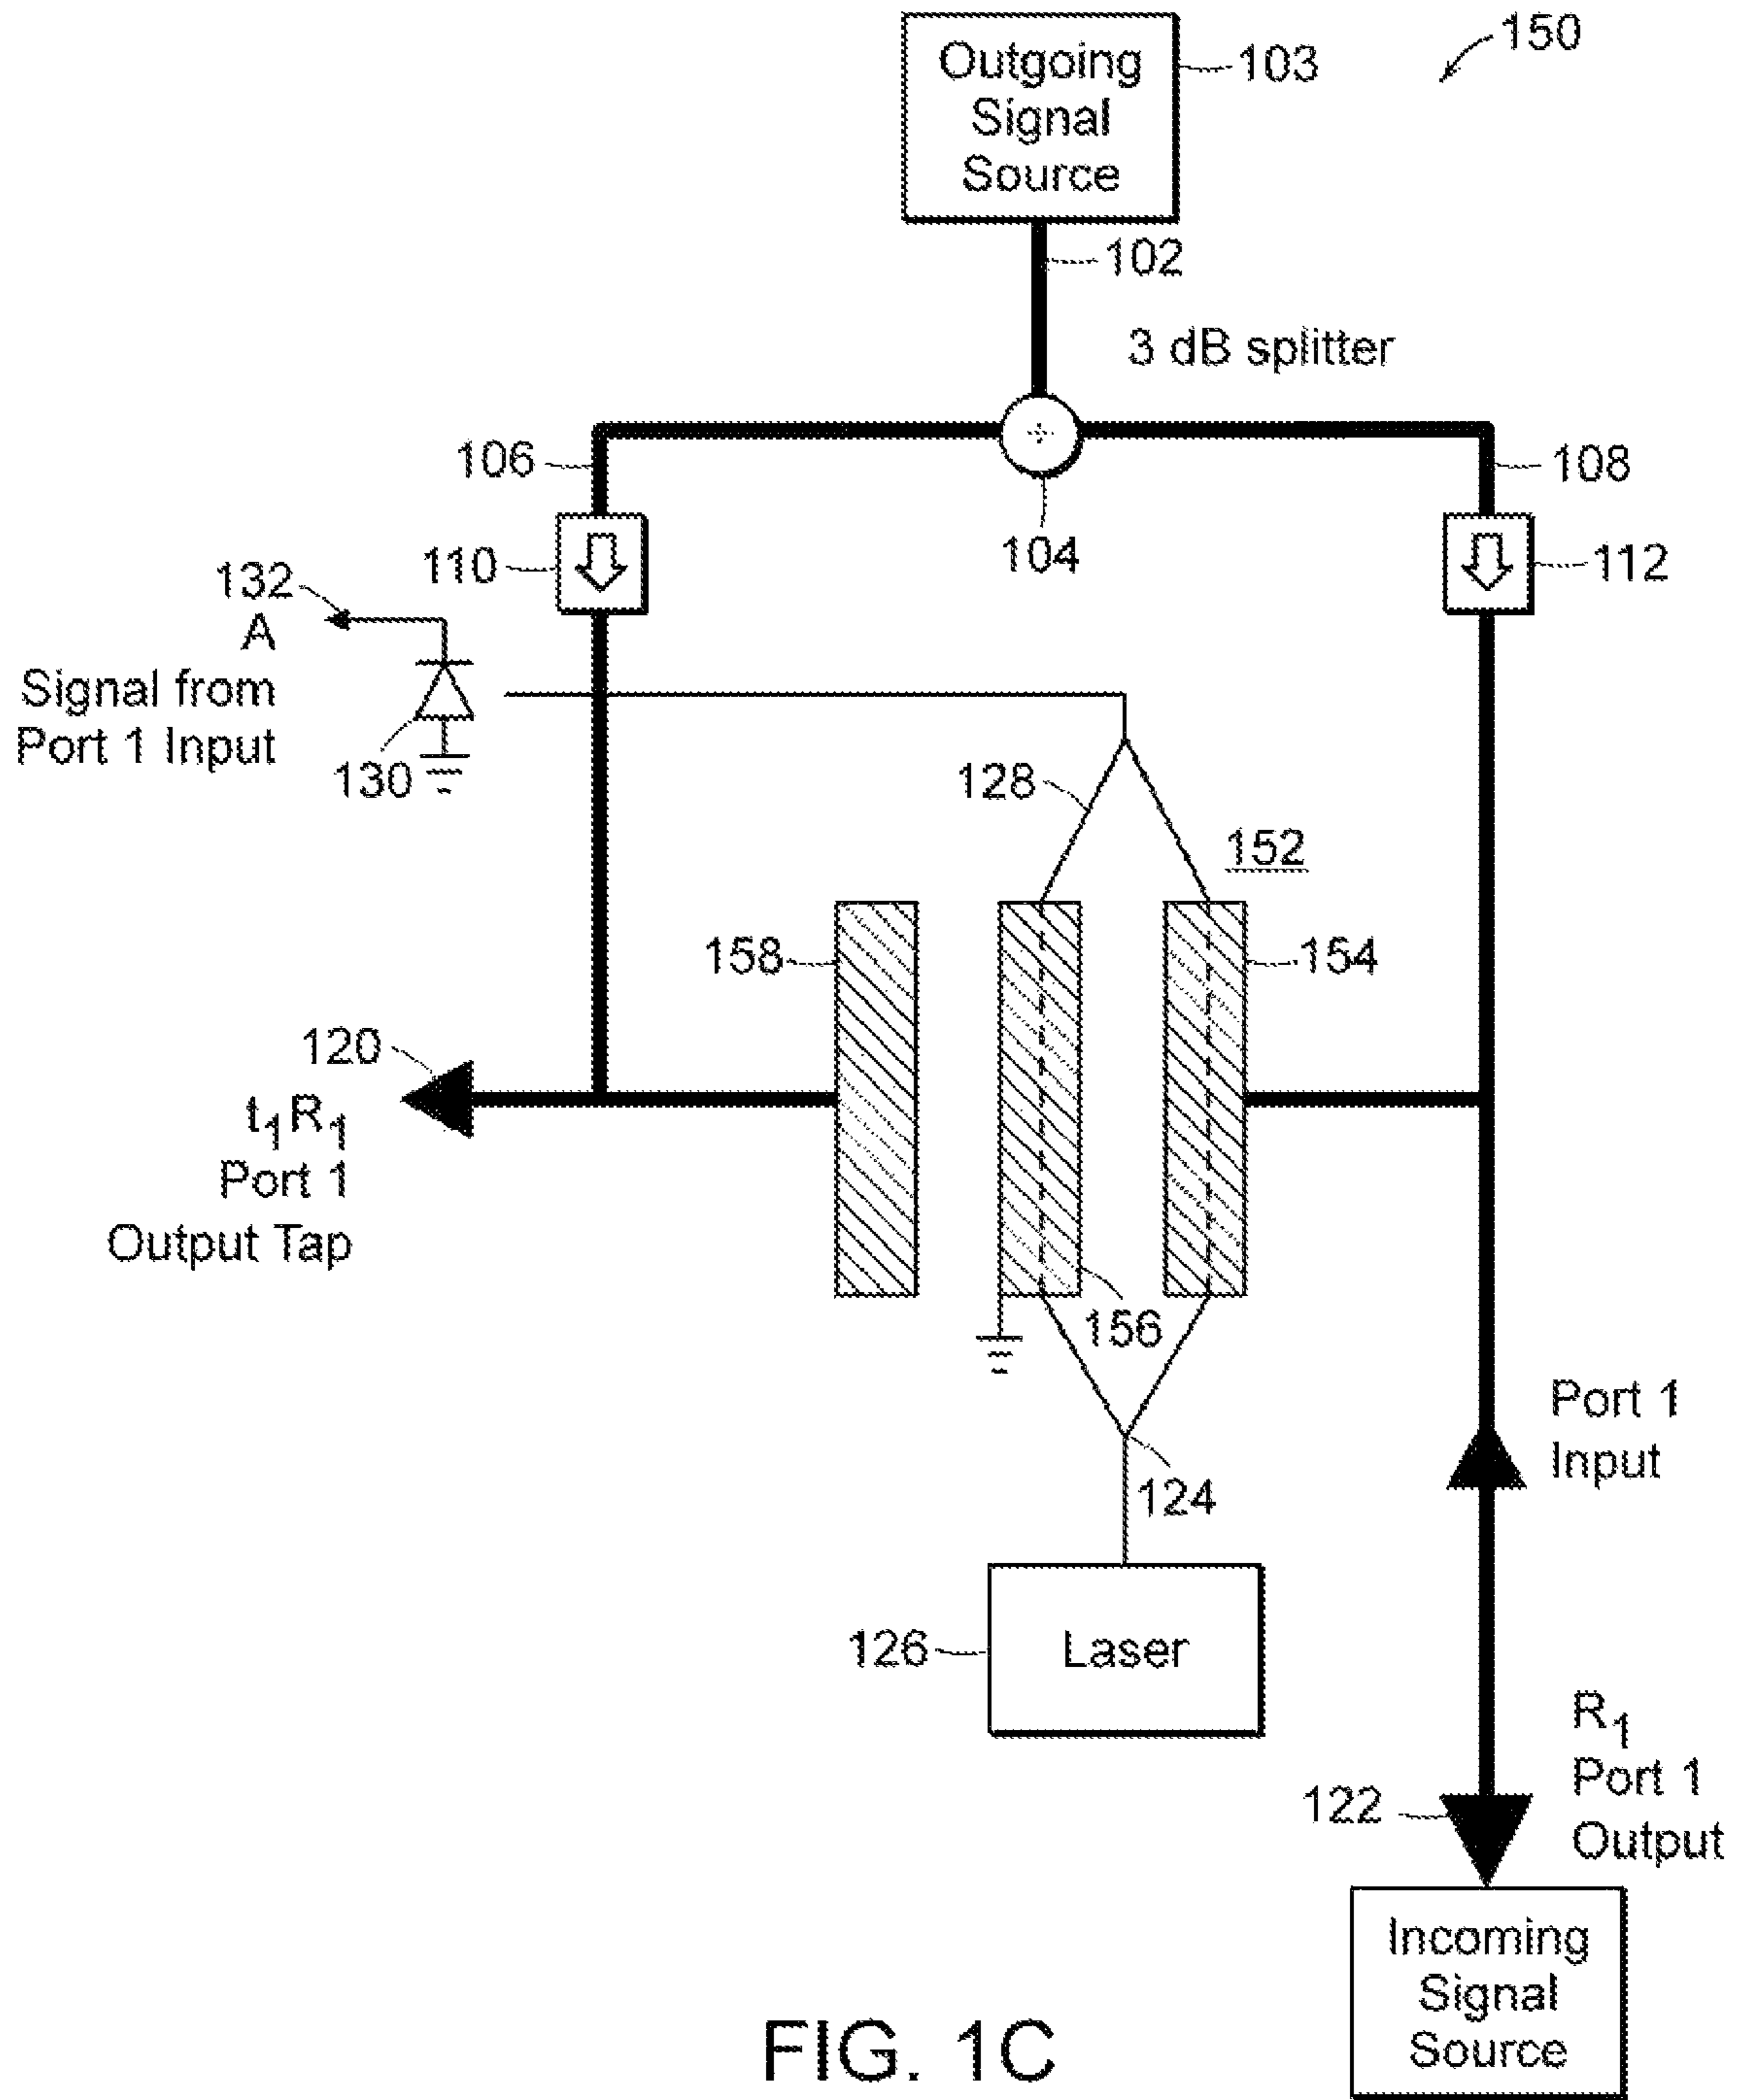 Outgoing
Signal
Source
103
150
102
3 dB splitter
106
108
104
110
112
132
A
Signal from
Port 1 Input
130
128
152
158
154
120
t1R1
Port 1
Output Tap
156
Port 1
Input
124
126
Laser
R1
Port 1
Output
122
Incoming
Signal
Source
FIG. 1C